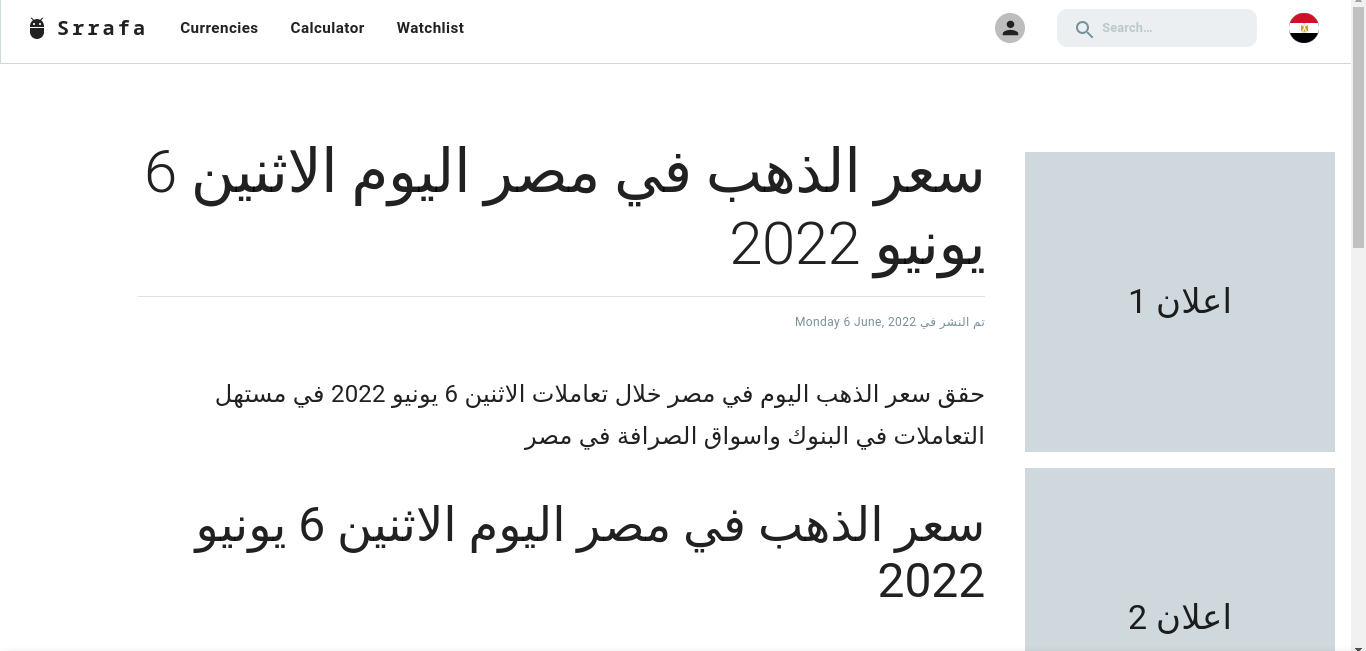 Srrafa
Currencies
Calculator
Watchlist
Search...
سعر الذهب في مصر اليوم الاثنين 6
يونيو 2022
تم النشر في Monday 6 June, 2022
حقق سعر الذهب اليوم في مصر خلال تعاملات الاثنين 6 يونيو 2022 في مستهل
التعاملات في البنوك واسواق الصرافة في مصر
سعر الذهب في مصر اليوم الاثنين 6 يونيو
2022
اعلان 1
اعلان 2